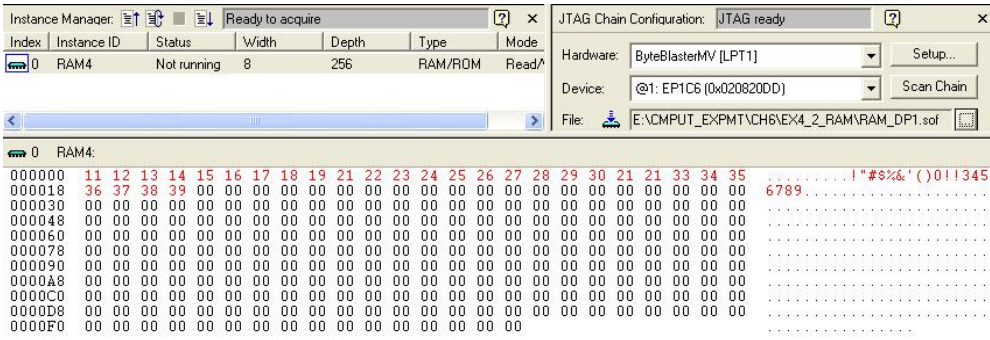 Instance Manager: Ready to acquire
Index Instance ID Status Width Depth Type Mode
0 RAM4 Not running 8 256 RAM/ROM Read/
JTAG Chain Configuration: JTAG ready
Hardware: ByteBlasterMV [LPT1] Setup...
Device: @1: EP1C6 (0x020820DD) Scan Chain
File: E:\CMPUT_EXPMT\CH6\EX4_2_RAM\RAM_DP1.sof ...
0 RAM4:
000000 11 12 13 14 15 16 17 18 19 21 22 23 24 25 26 27 28 29 30 21 21 33 34 35 .........!"#$%&'()0!!345
000018 36 37 38 39 00 00 00 00 00 00 00 00 00 00 00 00 00 00 00 00 00 00 00 00 6789....................
000030 00 00 00 00 00 00 00 00 00 00 00 00 00 00 00 00 00 00 00 00 00 00 00 00 ........................
000048 00 00 00 00 00 00 00 00 00 00 00 00 00 00 00 00 00 00 00 00 00 00 00 00 ........................
000060 00 00 00 00 00 00 00 00 00 00 00 00 00 00 00 00 00 00 00 00 00 00 00 00 ........................
000078 00 00 00 00 00 00 00 00 00 00 00 00 00 00 00 00 00 00 00 00 00 00 00 00 ........................
000090 00 00 00 00 00 00 00 00 00 00 00 00 00 00 00 00 00 00 00 00 00 00 00 00 ........................
0000A8 00 00 00 00 00 00 00 00 00 00 00 00 00 00 00 00 00 00 00 00 00 00 00 00 ........................
0000C0 00 00 00 00 00 00 00 00 00 00 00 00 00 00 00 00 00 00 00 00 00 00 00 00 ........................
0000D8 00 00 00 00 00 00 00 00 00 00 00 00 00 00 00 00 00 00 00 00 00 00 00 00 ........................
0000F0 00 00 00 00 00 00 00 00 00 00 00 00 00 00 00 00 ................